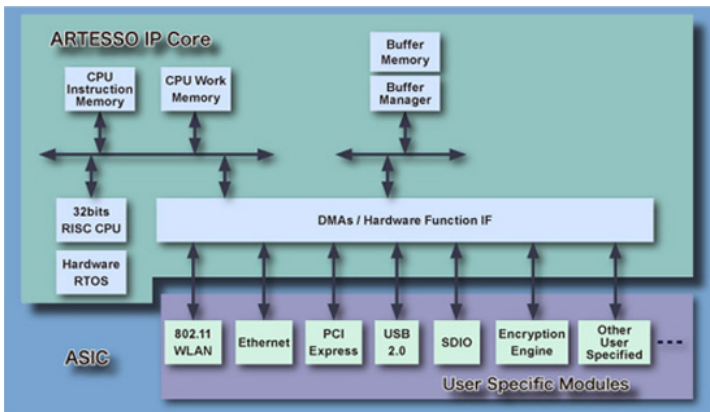 ARTESSO IP Core
CPU
Instruction
Memory
CPU Work
Memory
Buffer
Memory
Buffer
Manager
32bits
RISC CPU
DMAs / Hardware Function IF
Hardware
RTOS
802.11
WLAN
Ethernet
PCI
Express
USB
2.0
SDIO
Encryption
Engine
Other
User
Specified
ASIC
User Specific Modules